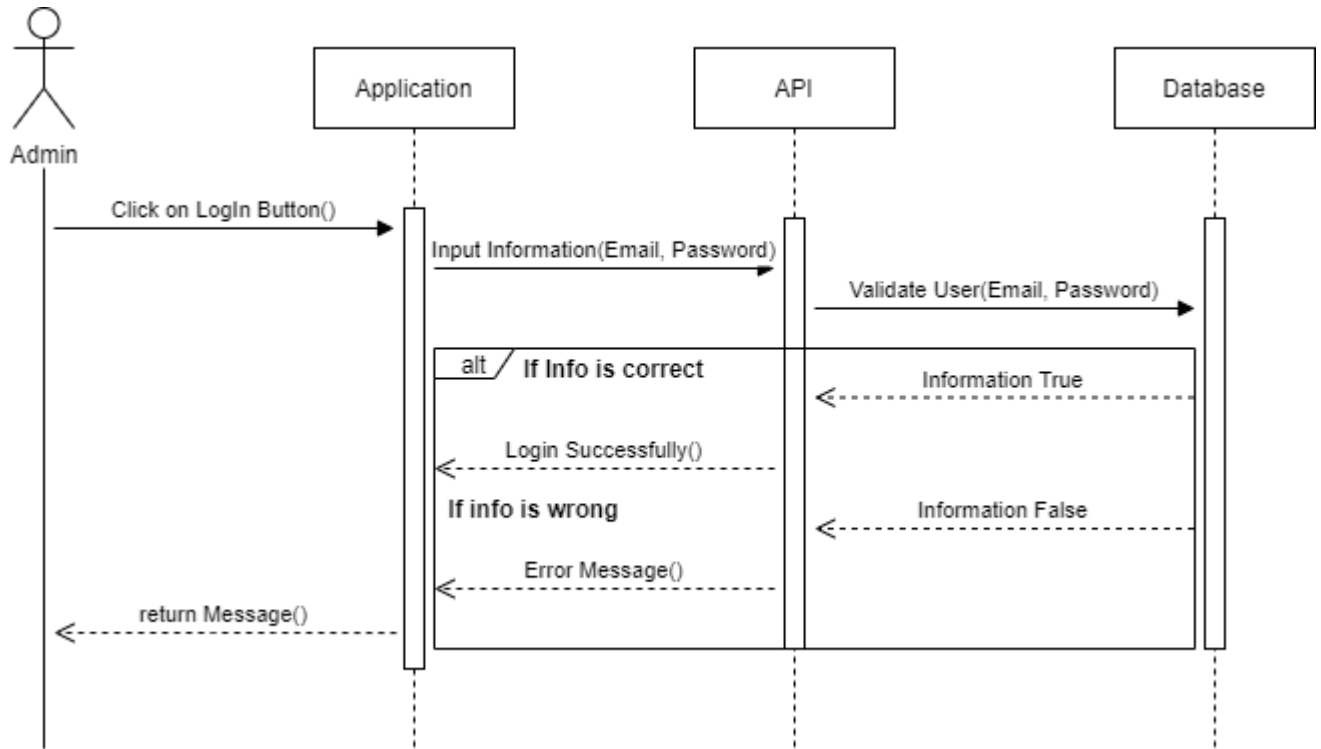 Application
API
Database
Admin
Click on LogIn Button()
Input Information(Email, Password)
Validate User(Email, Password)
alt
If Info is correct
Information True
Login Successfully()
If info is wrong
Information False
Error Message()
return Message()